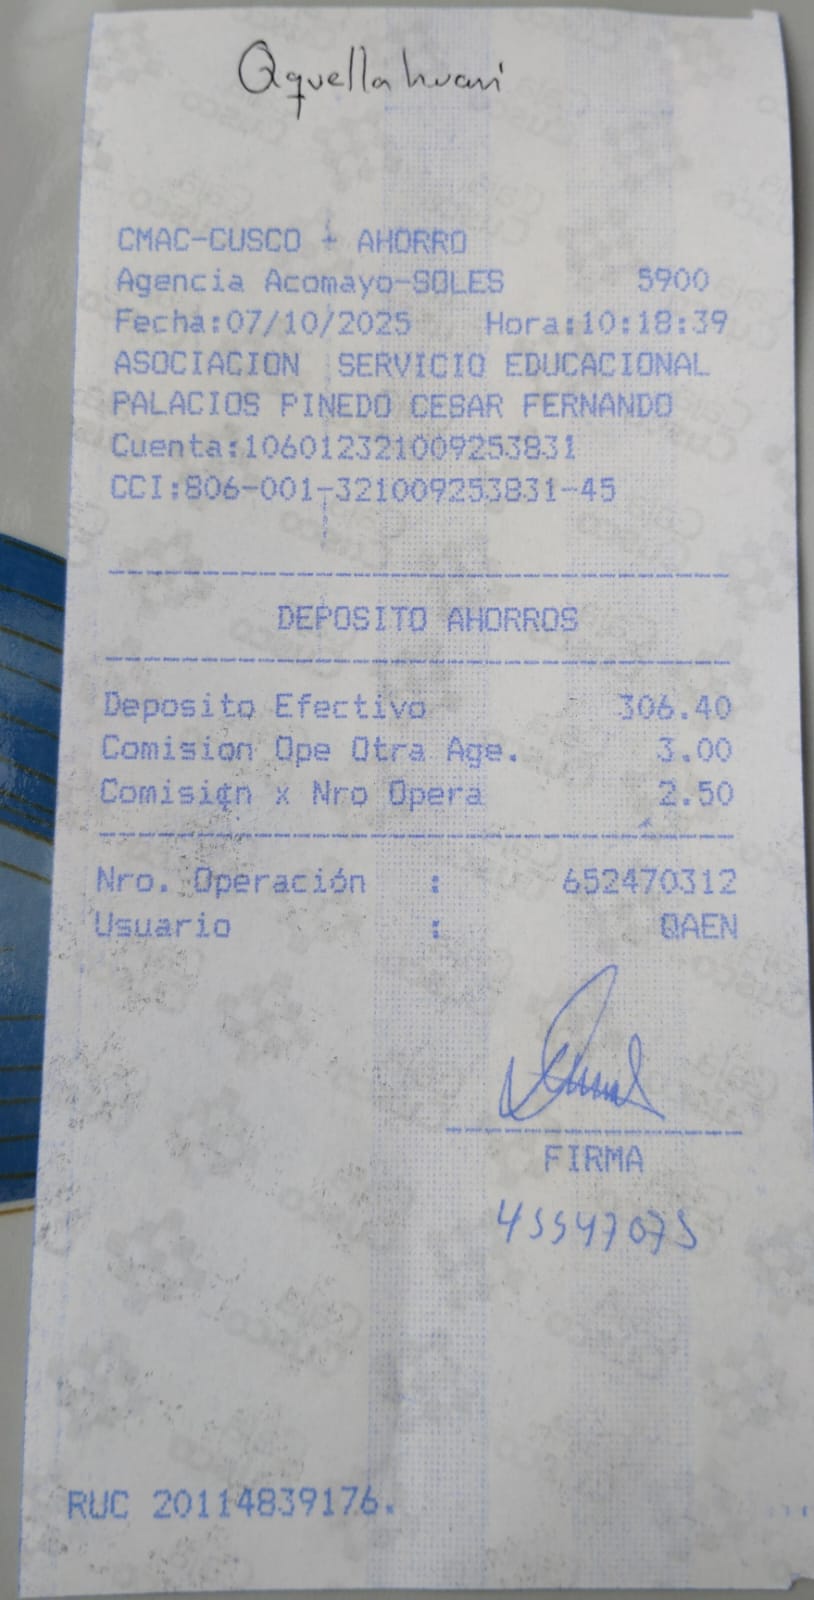 Qquellahuani
CMAC-CUSCO + AHORRO
Agencia Acomayo-SOLES 5900
Fecha:07/10/2025 Hora:10:18:39
ASOCIACION SERVICIO EDUCACIONAL
PALACIOS PINEDO CESAR FERNANDO
Cuenta:106012321009253831
CCI:806-001-321009253831-45
DEPOSITO AHORROS
Deposito Efectivo 306.40
Comision Ope Otra Age. 3.00
Comision x Nro Opera 2.50
Nro. Operación : 652470312
Usuario : QAEN
FIRMA
45547075
RUC 20114839176.